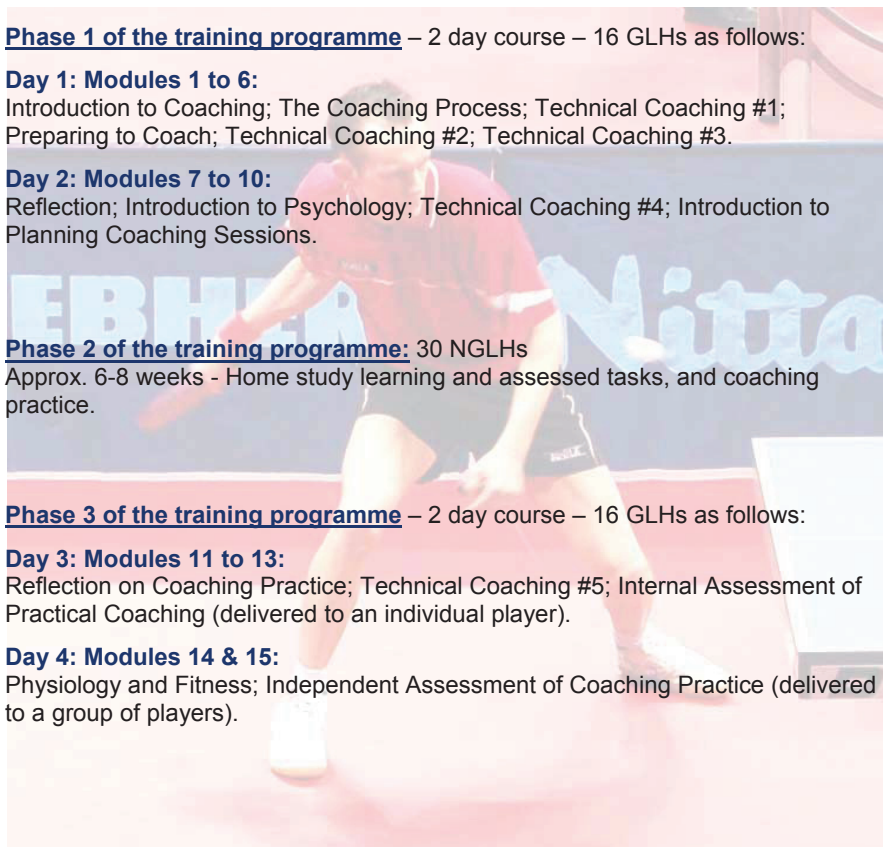 Phase 1 of the training programme – 2 day course – 16 GLHs as follows:
Day 1: Modules 1 to 6:
Introduction to Coaching; The Coaching Process; Technical Coaching #1;
Preparing to Coach; Technical Coaching #2; Technical Coaching #3.
Day 2: Modules 7 to 10:
Reflection; Introduction to Psychology; Technical Coaching #4; Introduction to
Planning Coaching Sessions.
EBHER Nitta
Phase 2 of the training programme: 30 NGLHs
Approx. 6-8 weeks - Home study learning and assessed tasks, and coaching
practice.
Phase 3 of the training programme – 2 day course – 16 GLHs as follows:
Day 3: Modules 11 to 13:
Reflection on Coaching Practice; Technical Coaching #5; Internal Assessment of
Practical Coaching (delivered to an individual player).
Day 4: Modules 14 & 15:
Physiology and Fitness; Independent Assessment of Coaching Practice (delivered
to a group of players).